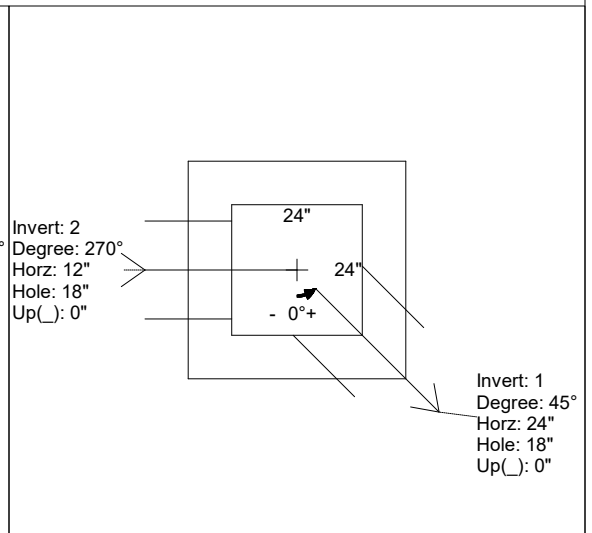 24"
Invert: 2
° Degree: 270°
Horz: 12"
Hole: 18"
Up(_): 0"
24"
- 0°+
Invert: 1
Degree: 45°
Horz: 24"
Hole: 18"
Up(_): 0"